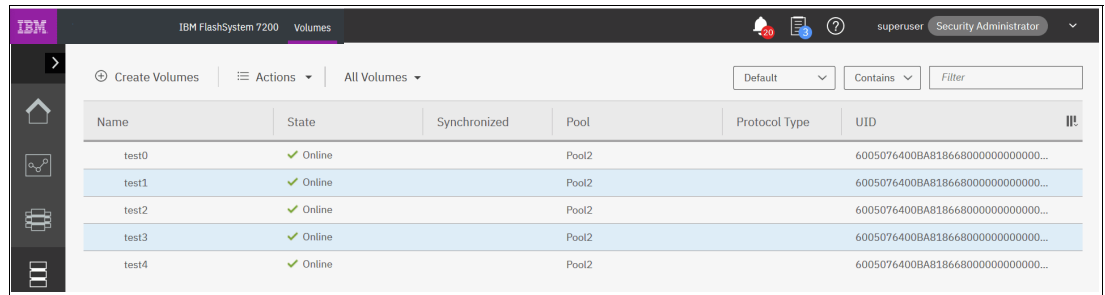 IBM IBM FlashSystem 7200 Volumes 20 3 ? superuser Security Administrator
Create Volumes Actions All Volumes Default Contains Filter
Name State Synchronized Pool Protocol Type UID
test0 Online Pool2 6005076400BA818668000000000000...
test1 Online Pool2 6005076400BA818668000000000000...
test2 Online Pool2 6005076400BA818668000000000000...
test3 Online Pool2 6005076400BA818668000000000000...
test4 Online Pool2 6005076400BA818668000000000000...